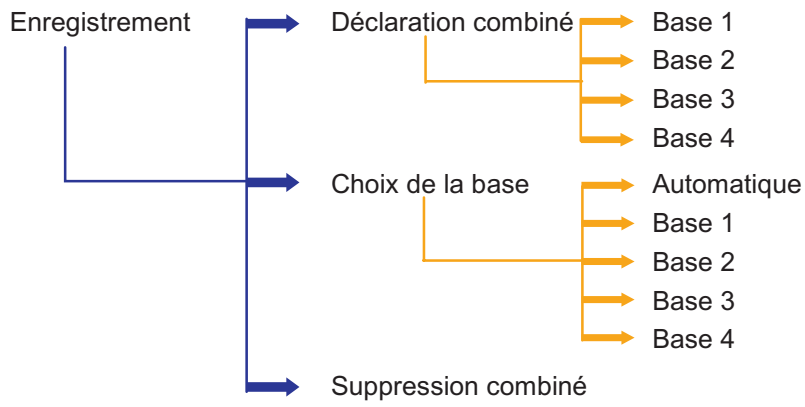 Enregistrement
Déclaration combiné
Base 1
Base 2
Base 3
Base 4
Choix de la base
Automatique
Base 1
Base 2
Base 3
Base 4
Suppression combiné